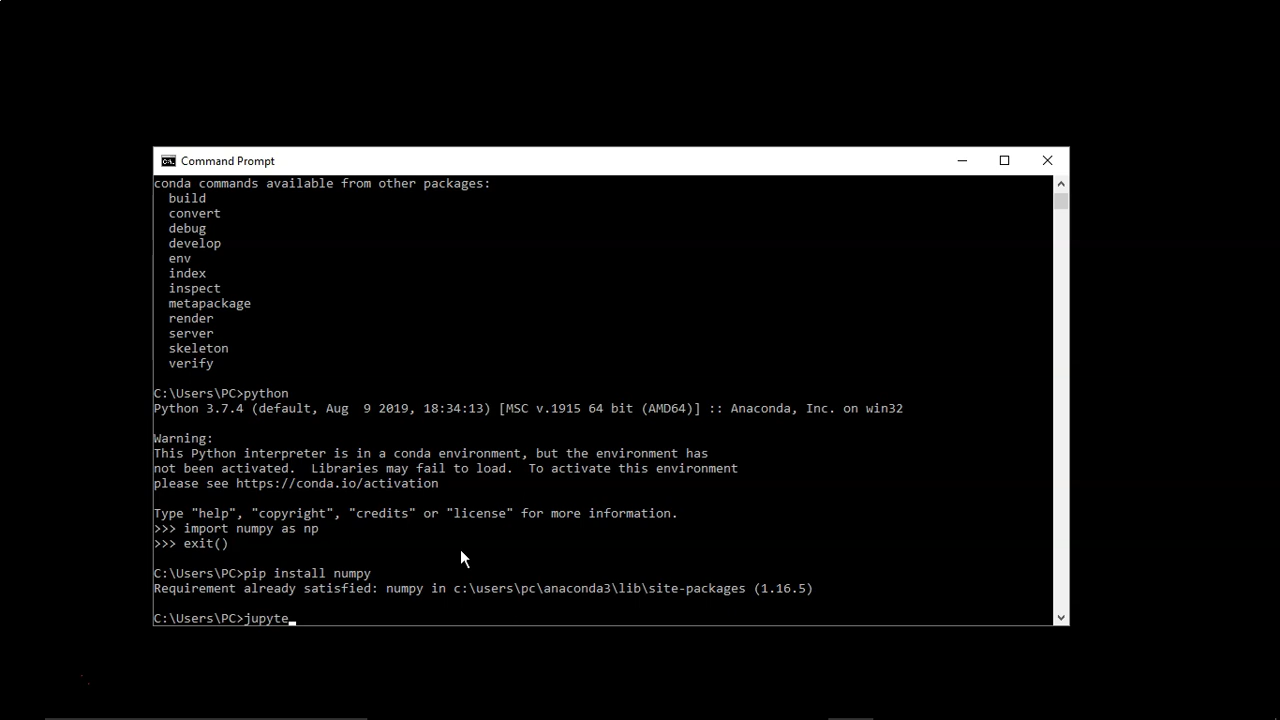 Command Prompt
conda commands available from other packages:
build
convert
debug
develop
env
index
inspect
metapackage
render
server
skeleton
verify
C:\Users\PC>python
Python 3.7.4 (default, Aug  9 2019, 18:34:13) [MSC v.1915 64 bit (AMD64)] :: Anaconda, Inc. on win32
Warning:
This Python interpreter is in a conda environment, but the environment has
not been activated.  Libraries may fail to load.  To activate this environment
please see https://conda.io/activation
Type "help", "copyright", "credits" or "license" for more information.
>>> import numpy as np
>>> exit()
C:\Users\PC>pip install numpy
Requirement already satisfied: numpy in c:\users\pc\anaconda3\lib\site-packages (1.16.5)
C:\Users\PC>jupyte